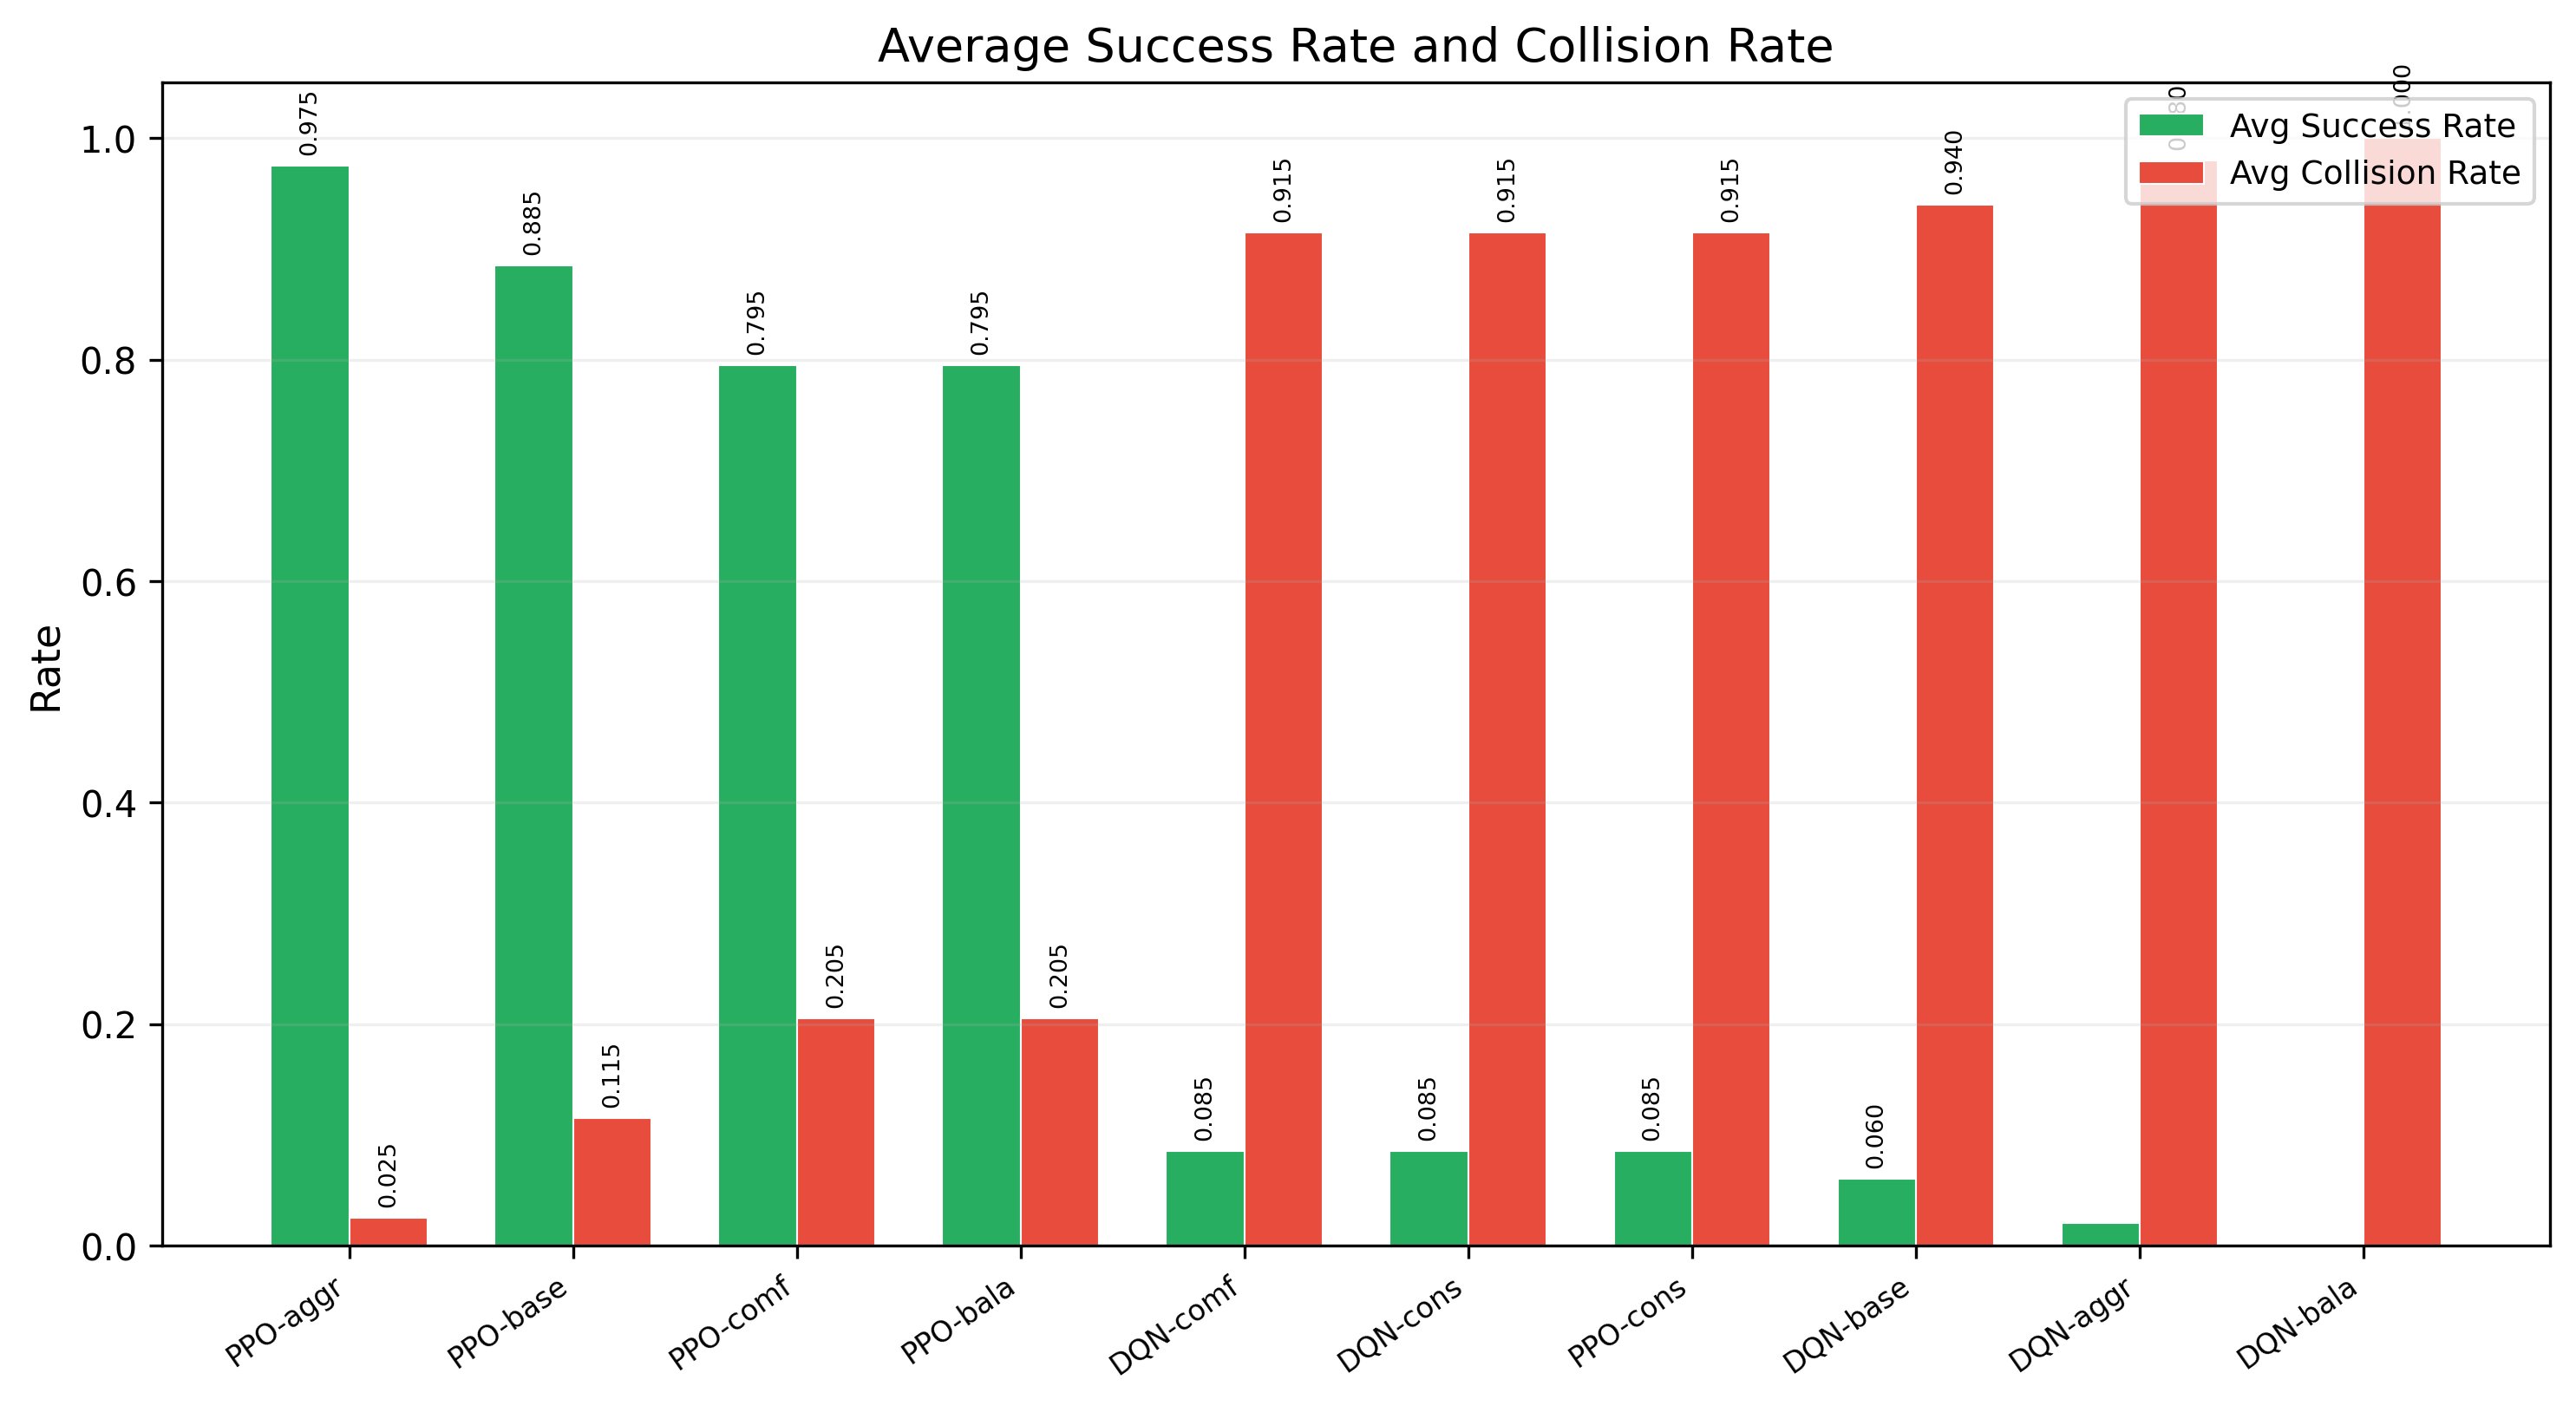 Average Success Rate and Collision Rate
Rate
1.0
0.8
0.6
0.4
0.2
0.0
0.975
0.025
0.885
0.115
0.795
0.205
0.795
0.205
0.085
0.915
0.085
0.915
0.085
0.915
0.060
0.940
Avg Success Rate
Avg Collision Rate
PPO-aggr
PPO-base
PPO-comf
PPO-bala
DQN-comf
DQN-cons
PPO-cons
DQN-base
DQN-aggr
DQN-bala